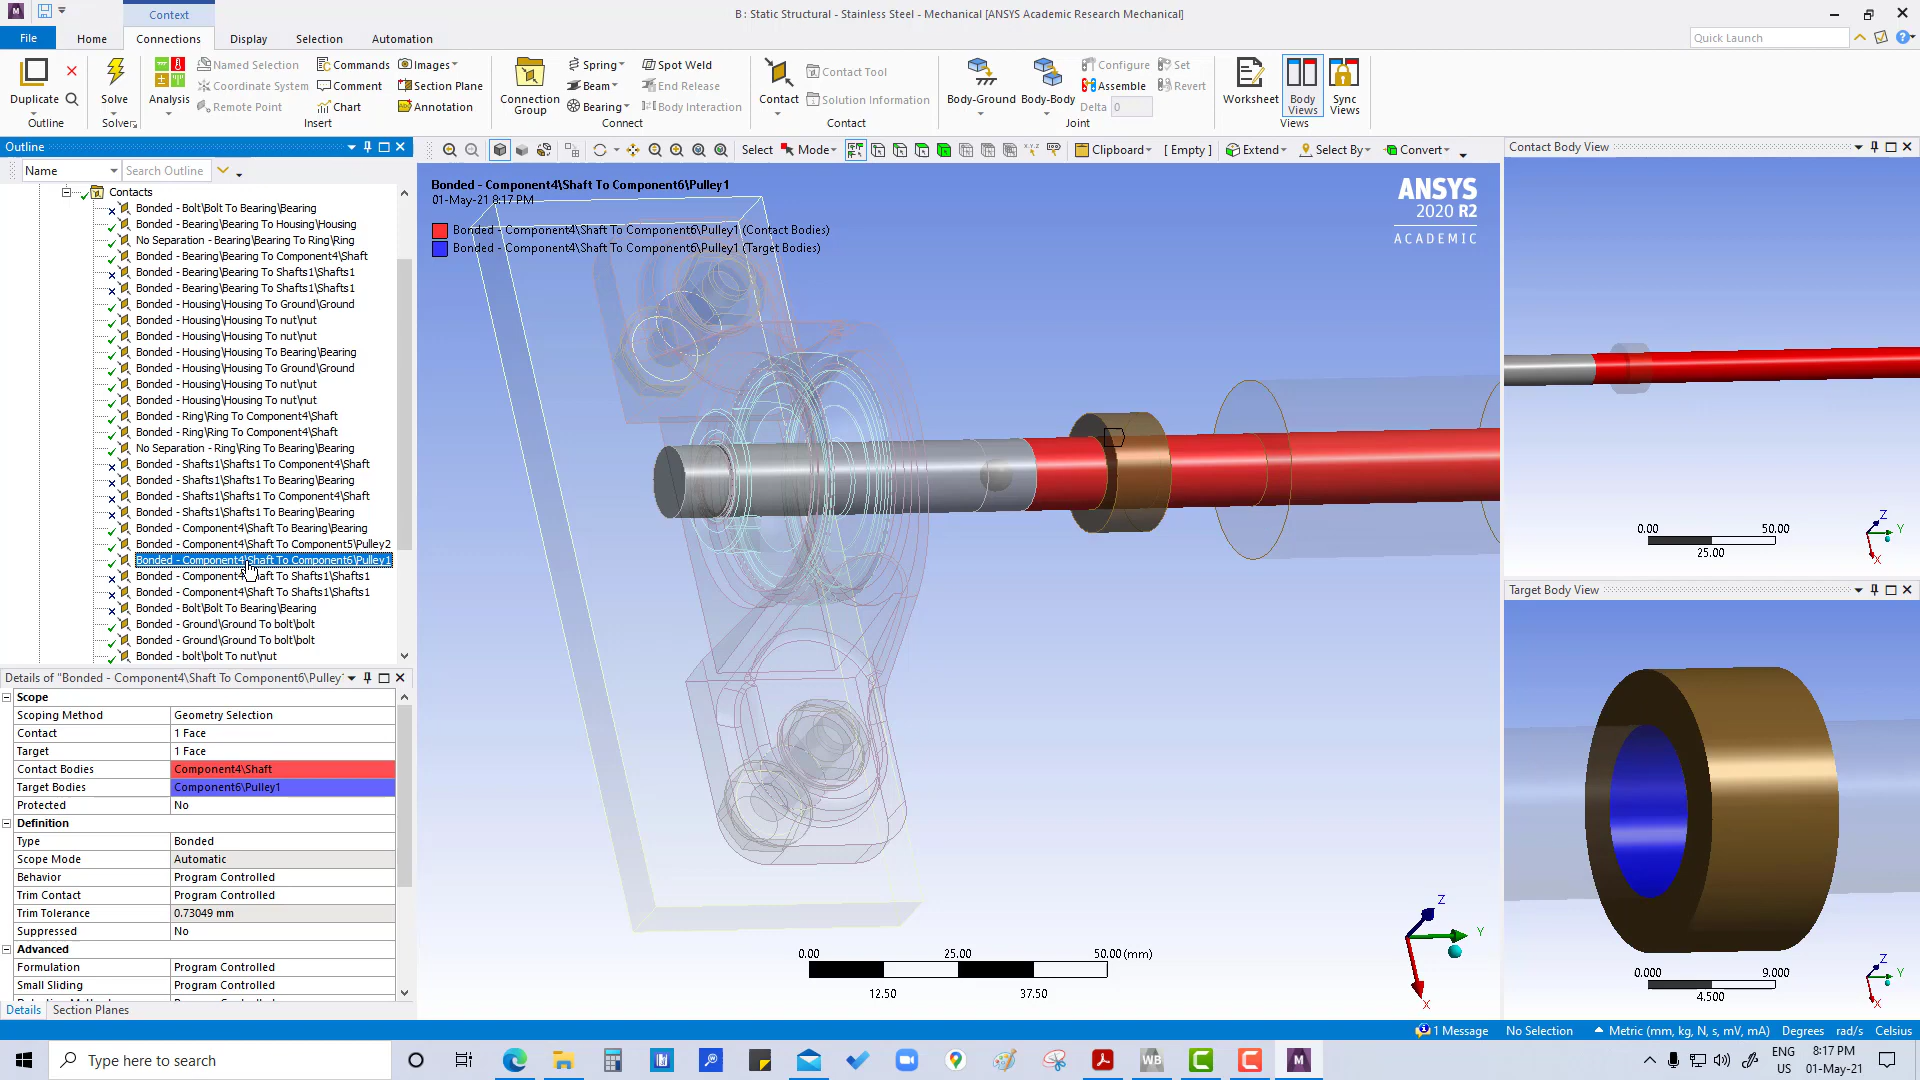 Context
B : Static Structural - Stainless Steel - Mechanical [ANSYS Academic Research Mechanical]
File Home Connections Display Selection Automation
Quick Launch
Duplicate
Outline
Solve
Solver
Analysis
Named Selection
Coordinate System
Remote Point
Commands
Comment
Chart
Images
Section Plane
Annotation
Insert
Connection
Group
Spring
Beam
Bearing
Spot Weld
End Release
Body Interaction
Connect
Contact
Contact Tool
Solution Information
Contact
Body-Ground
Body-Body
Configure
Assemble
Delta 0
Set
Revert
Joint
Worksheet
Body
Views
Sync
Views
Views
Outline
Name
Search Outline
Select Mode
Clipboard
[ Empty ]
Extend
Select By
Convert
Contacts
Bonded - Bolt\Bolt To Bearing\Bearing
Bonded - Bearing\Bearing To Housing\Housing
No Separation - Bearing\Bearing To Ring\Ring
Bonded - Bearing\Bearing To Component4\Shaft
Bonded - Bearing\Bearing To Shafts1\Shafts1
Bonded - Bearing\Bearing To Shafts1\Shafts1
Bonded - Housing\Housing To Ground\Ground
Bonded - Housing\Housing To nut\nut
Bonded - Housing\Housing To nut\nut
Bonded - Housing\Housing To Bearing\Bearing
Bonded - Housing\Housing To Ground\Ground
Bonded - Housing\Housing To nut\nut
Bonded - Housing\Housing To nut\nut
Bonded - Ring\Ring To Component4\Shaft
Bonded - Ring\Ring To Component4\Shaft
No Separation - Ring\Ring To Bearing\Bearing
Bonded - Shafts1\Shafts1 To Component4\Shaft
Bonded - Shafts1\Shafts1 To Bearing\Bearing
Bonded - Shafts1\Shafts1 To Component4\Shaft
Bonded - Shafts1\Shafts1 To Bearing\Bearing
Bonded - Component4\Shaft To Bearing\Bearing
Bonded - Component4\Shaft To Component5\Pulley2
Bonded - Component4\Shaft To Component6\Pulley1
Bonded - Component4\Shaft To Shafts1\Shafts1
Bonded - Component4\Shaft To Shafts1\Shafts1
Bonded - Bolt\Bolt To Bearing\Bearing
Bonded - Ground\Ground To bolt\bolt
Bonded - Ground\Ground To bolt\bolt
Bonded - bolt\bolt To nut\nut
Details of "Bonded - Component4\Shaft To Component6\Pulley
Scope
Scoping Method Geometry Selection
Contact 1 Face
Target 1 Face
Contact Bodies Component4\Shaft
Target Bodies Component6\Pulley1
Protected No
Definition
Type Bonded
Scope Mode Automatic
Behavior Program Controlled
Trim Contact Program Controlled
Trim Tolerance 0.73049 mm
Suppressed No
Advanced
Formulation Program Controlled
Small Sliding Program Controlled
Details Section Planes
Bonded - Component4\Shaft To Component6\Pulley1
01-May-21 8:17 PM
Bonded - Component4\Shaft To Component6\Pulley1 (Contact Bodies)
Bonded - Component4\Shaft To Component6\Pulley1 (Target Bodies)
ANSYS
2020 R2
ACADEMIC
0.00 25.00 50.00 (mm)
12.50 37.50
Z
Y
X
Contact Body View
0.00 50.00
25.00
Z
Y
X
Target Body View
0.000 9.000
4.500
Z
Y
X
1 Message No Selection Metric (mm, kg, N, s, mV, mA) Degrees rad/s Celsius
Type here to search
WB
M
ENG
US
8:17 PM
01-May-21